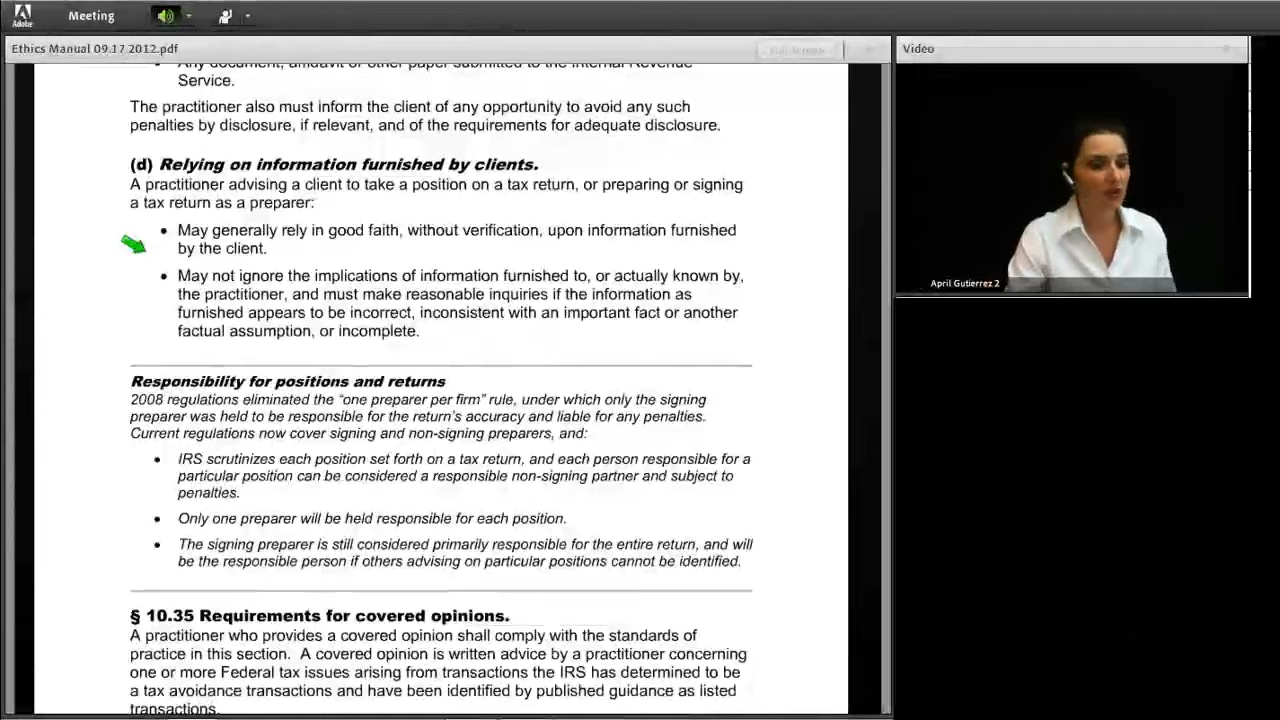 Adobe
Meeting
Ethics Manual 09.17 2012.pdf
Full Screen
Video
Any document, affidavit or other paper submitted to the Internal Revenue
Service.
The practitioner also must inform the client of any opportunity to avoid any such
penalties by disclosure, if relevant, and of the requirements for adequate disclosure.
(d) Relying on information furnished by clients.
A practitioner advising a client to take a position on a tax return, or preparing or signing
a tax return as a preparer:
• May generally rely in good faith, without verification, upon information furnished
by the client.
• May not ignore the implications of information furnished to, or actually known by,
the practitioner, and must make reasonable inquiries if the information as
furnished appears to be incorrect, inconsistent with an important fact or another
factual assumption, or incomplete.
Responsibility for positions and returns
2008 regulations eliminated the “one preparer per firm” rule, under which only the signing
preparer was held to be responsible for the return's accuracy and liable for any penalties.
Current regulations now cover signing and non-signing preparers, and:
• IRS scrutinizes each position set forth on a tax return, and each person responsible for a
particular position can be considered a responsible non-signing partner and subject to
penalties.
• Only one preparer will be held responsible for each position.
• The signing preparer is still considered primarily responsible for the entire return, and will
be the responsible person if others advising on particular positions cannot be identified.
§ 10.35 Requirements for covered opinions.
A practitioner who provides a covered opinion shall comply with the standards of
practice in this section. A covered opinion is written advice by a practitioner concerning
one or more Federal tax issues arising from transactions the IRS has determined to be
a tax avoidance transactions and have been identified by published guidance as listed
transactions.
April Gutierrez 2